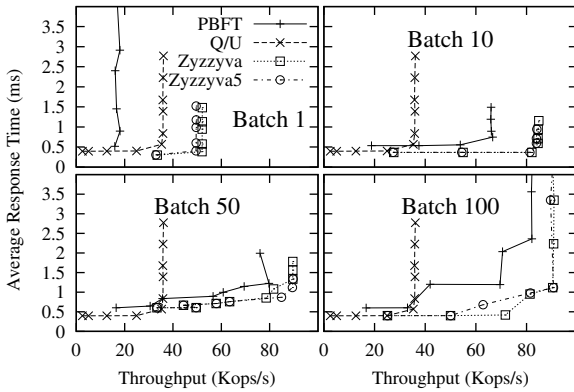 PBFT
Q/U
Zyzzyva
Zyzzyva5
Batch 1
Batch 10
Batch 50
Batch 100
Average Response Time (ms)
3.5
3
2.5
2
1.5
1
0.5
0
3.5
3
2.5
2
1.5
1
0.5
0
0 20 40 60 80
0 20 40 60 80 100
Throughput (Kops/s)
Throughput (Kops/s)